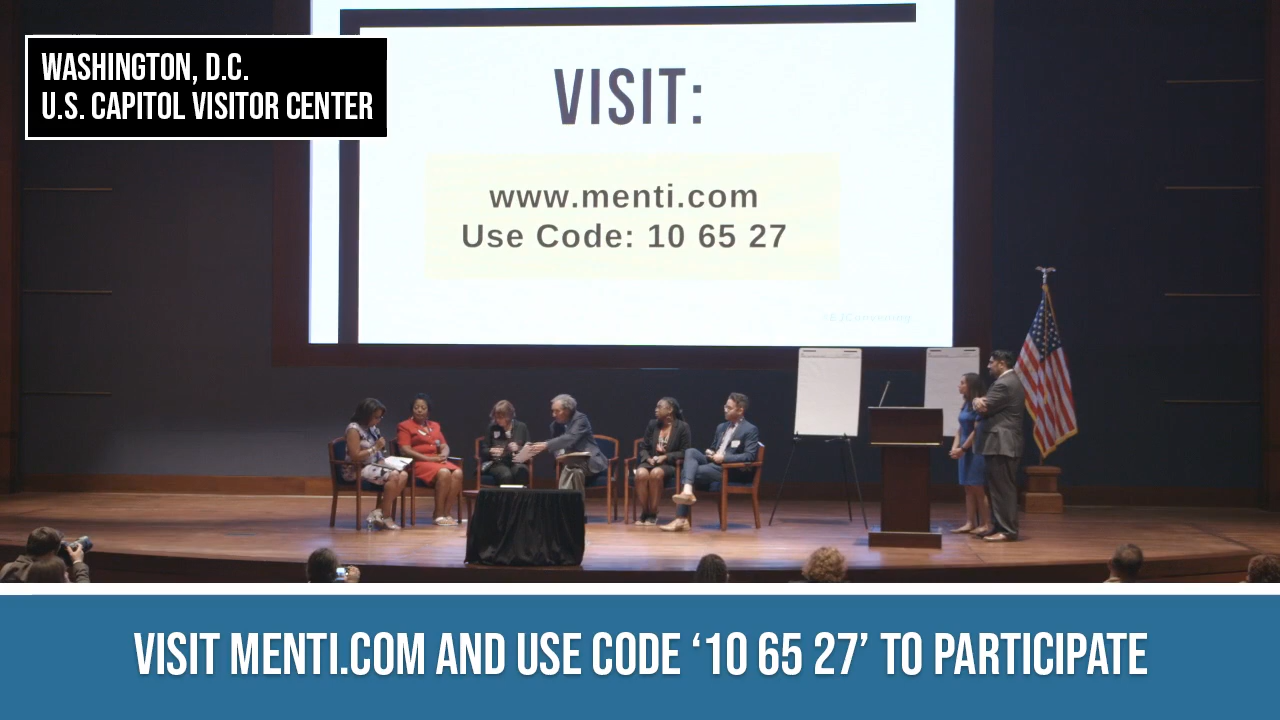 WASHINGTON, D.C.
U.S. CAPITOL VISITOR CENTER
VISIT:
www.menti.com
Use Code: 10 65 27
#EJConvening
VISIT MENTI.COM AND USE CODE ‘10 65 27’ TO PARTICIPATE